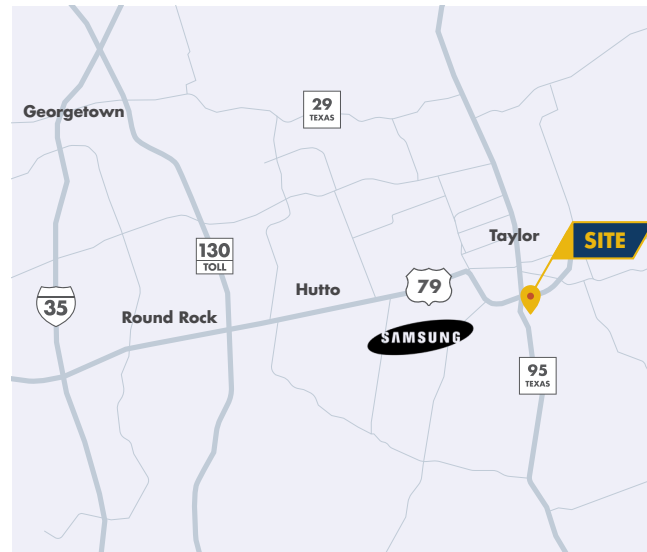 Georgetown
29
TEXAS
Taylor
SITE
130
TOLL
79
Hutto
35
Round Rock
SAMSUNG
95
TEXAS